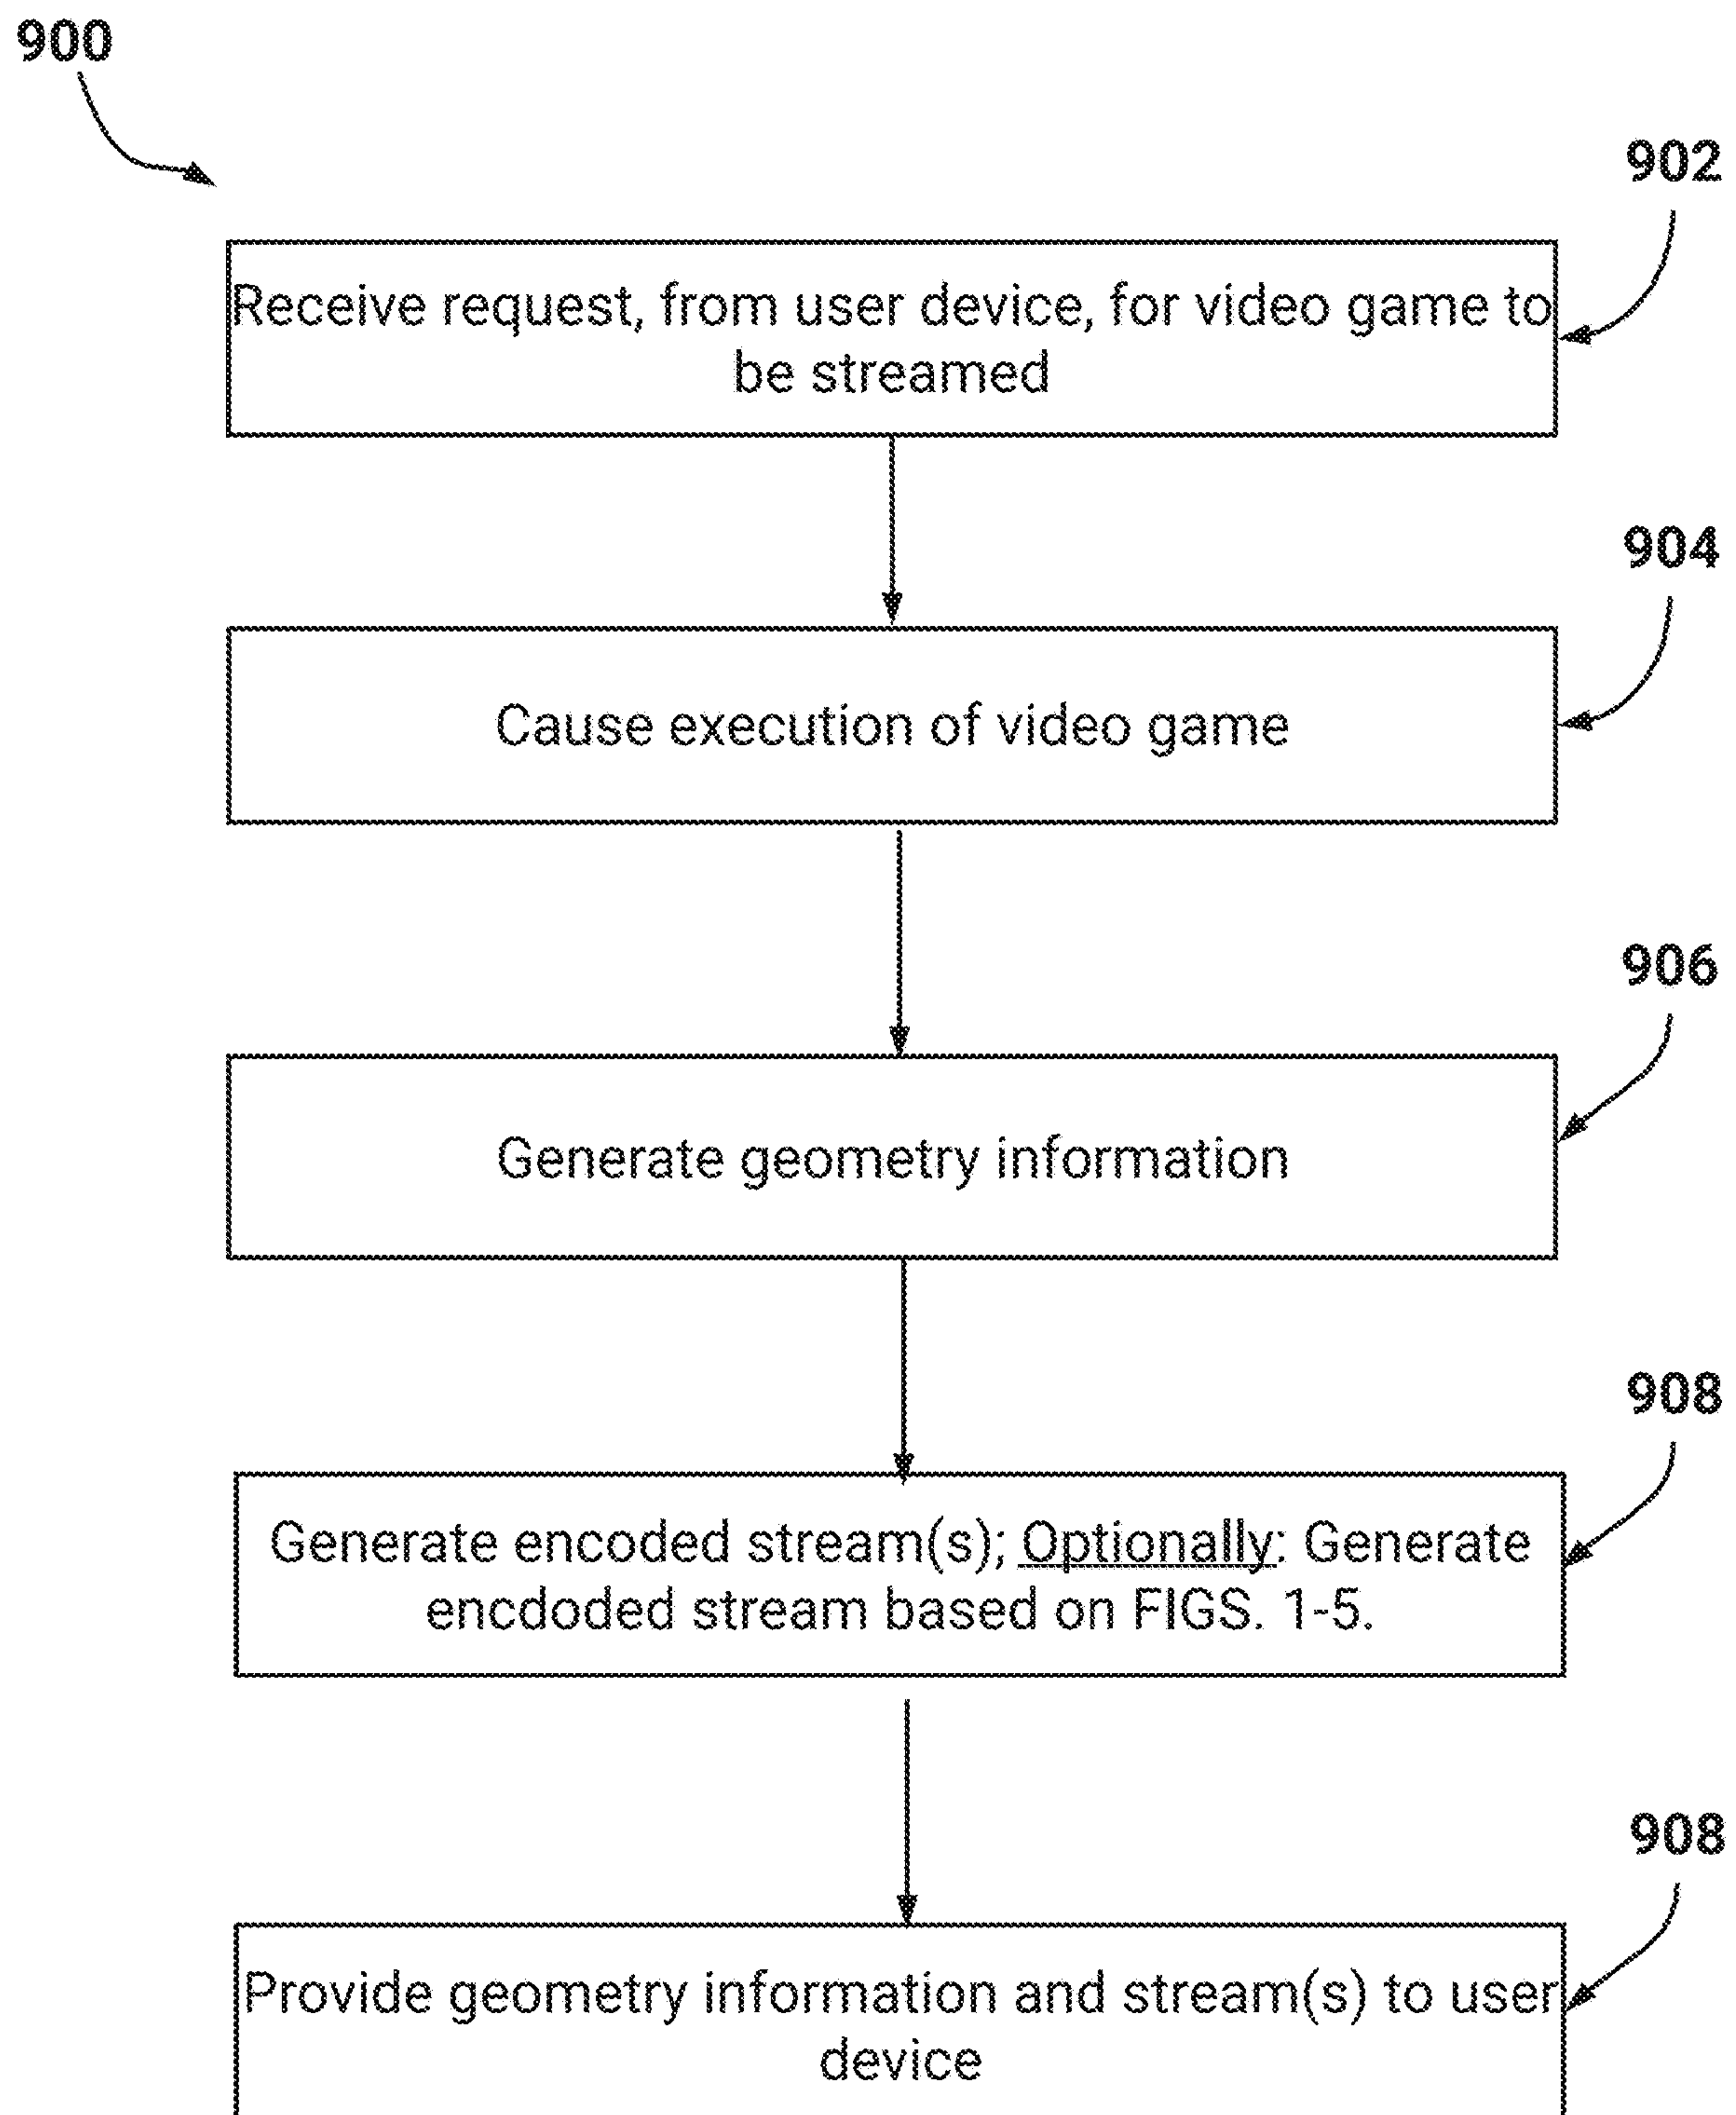 900
902
Receive request, from user device, for video game to
be streamed
904
Cause execution of video game
906
Generate geometry information
908
Generate encoded stream(s); Optionally: Generate
encdoded stream based on FIGS. 1-5.
908
Provide geometry information and stream(s) to user
device